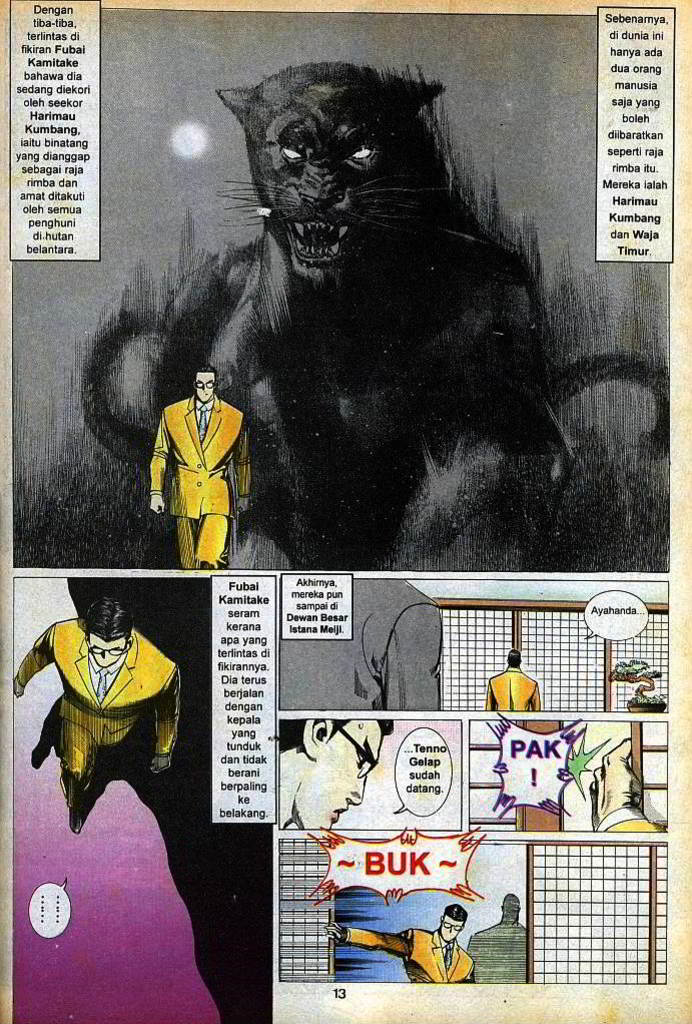 Dengan
tiba-tiba,
terlintas di
fikiran Fubai
Kamitake
bahawa dia
sedang diekori
oleh seekor
Harimau
Kumbang,
iaitu binatang
yang dianggap
sebagai raja
rimba dan
amat ditakuti
oleh semua
penghuni
di hutan
belantara.
Sebenarnya,
di dunia ini
hanya ada
dua orang
manusia
saja yang
boleh
diibaratkan
seperti raja
rimba itu.
Mereka ialah
Harimau
Kumbang
dan Waja
Timur.
Fubai
Kamitake
seram
kerana
apa yang
terlintas di
fikirannya.
Dia terus
berjalan
dengan
kepala
yang
tunduk
dan tidak
berani
berpaling
ke
belakang.
......
......
Akhirnya,
mereka pun
sampai di
Dewan Besar
Istana Meiji.
Ayahanda...
...Tenno
Gelap
sudah
datang.
PAK
!
~ BUK ~
13